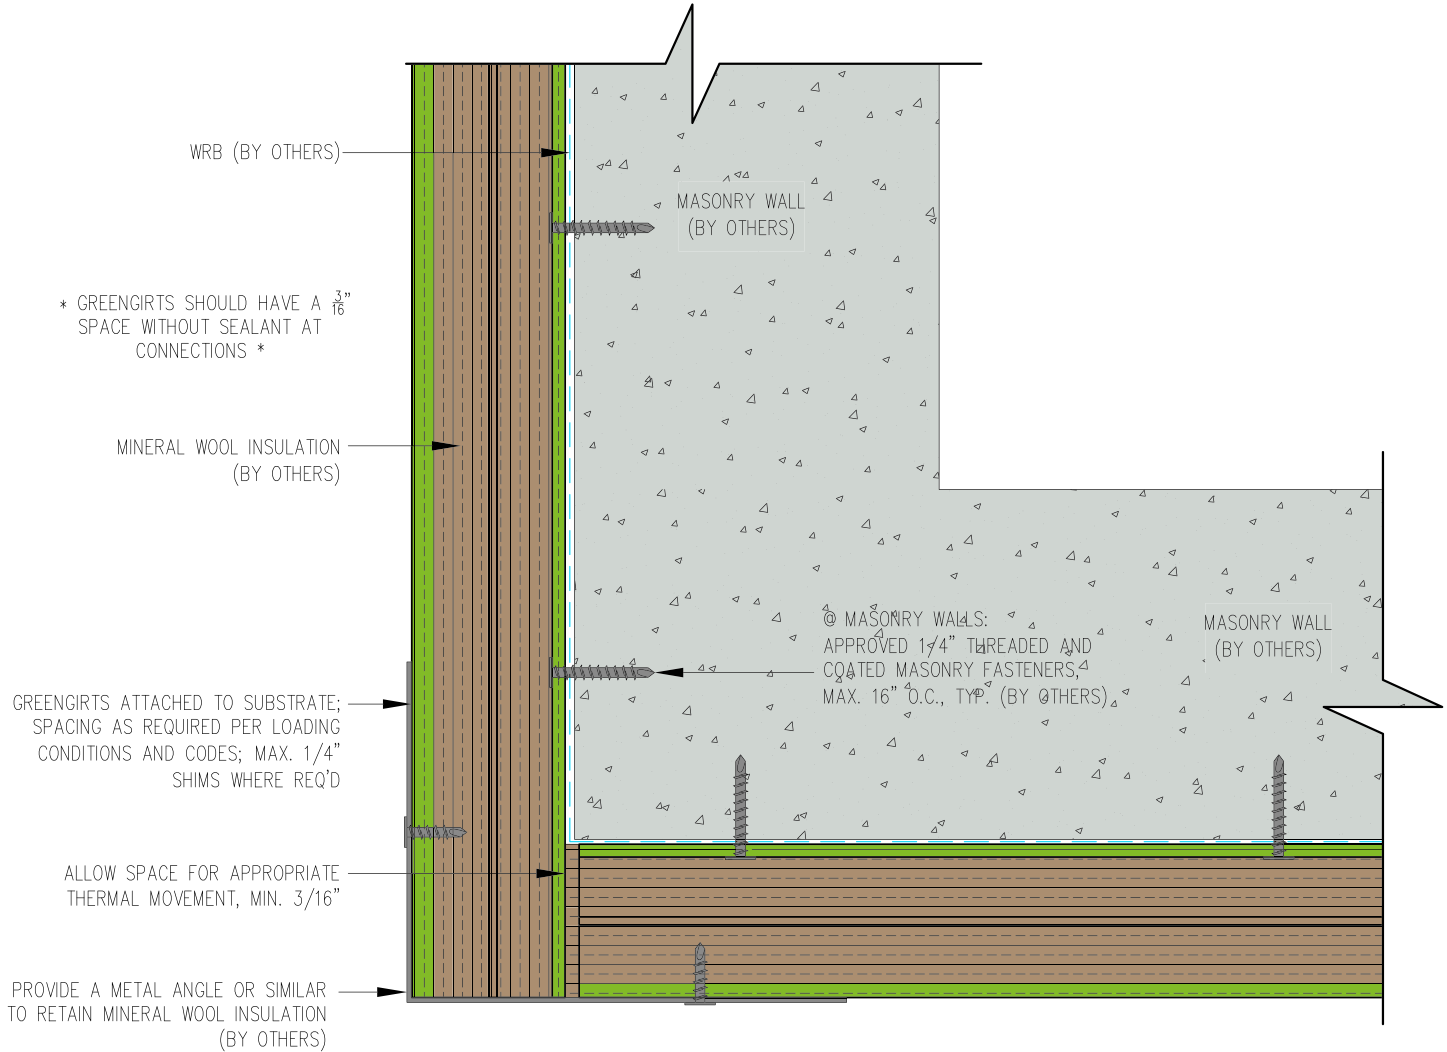 WRB (BY OTHERS)
MASONRY WALL
(BY OTHERS)
* GREENGIRTS SHOULD HAVE A 3/16"
SPACE WITHOUT SEALANT AT
CONNECTIONS *
MINERAL WOOL INSULATION
(BY OTHERS)
@ MASONRY WALLS:
APPROVED 1/4" THREADED AND
COATED MASONRY FASTENERS,
MAX. 16" O.C., TYP. (BY OTHERS)
MASONRY WALL
(BY OTHERS)
GREENGIRTS ATTACHED TO SUBSTRATE;
SPACING AS REQUIRED PER LOADING
CONDITIONS AND CODES; MAX. 1/4"
SHIMS WHERE REQ'D
ALLOW SPACE FOR APPROPRIATE
THERMAL MOVEMENT, MIN. 3/16"
PROVIDE A METAL ANGLE OR SIMILAR
TO RETAIN MINERAL WOOL INSULATION
(BY OTHERS)